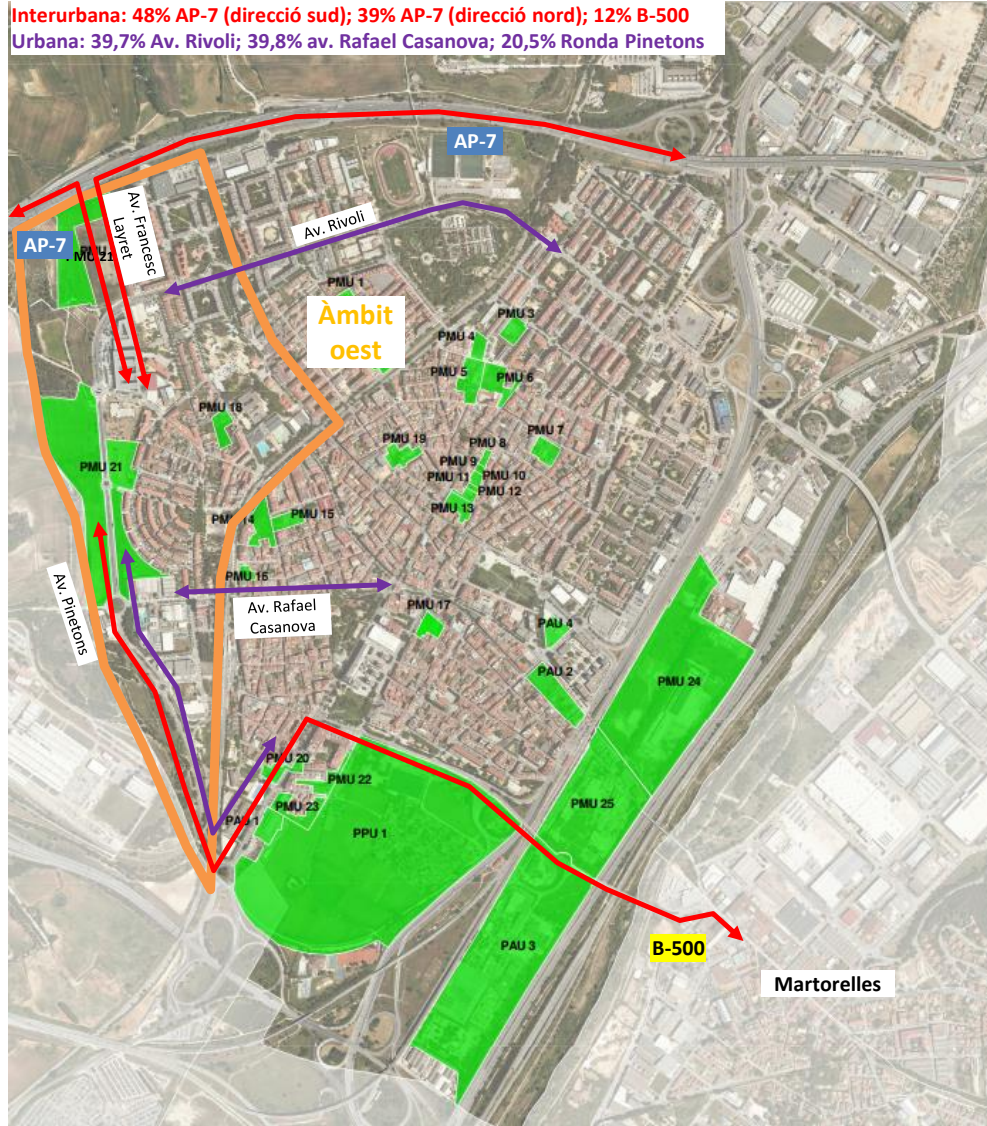 Interurbana: 48% AP-7 (direcció sud); 39% AP-7 (direcció nord); 12% B-500
Urbana: 39,7% Av. Rivoli; 39,8% av. Rafael Casanova; 20,5% Ronda Pinetons
AP-7
Av. Francesc
Layret
Av. Rivoli
AP-7
PMU 21
PMU 1
Àmbit
oest
PMU 3
PMU 4
PMU 5
PMU 6
PMU 18
PMU 7
PMU 19
PMU 8
PMU 9
PMU 21
PMU 11
PMU 10
PMU 12
PMU 13
PMU 15
PMU 16
Av. Rafael
Casanova
Av. Pinetons
PMU 17
PAU 4
PAU 2
PMU 24
PMU 20
PMU 22
PMU 23
PMU 25
PAU 1
PPU 1
PAU 3
B-500
Martorelles